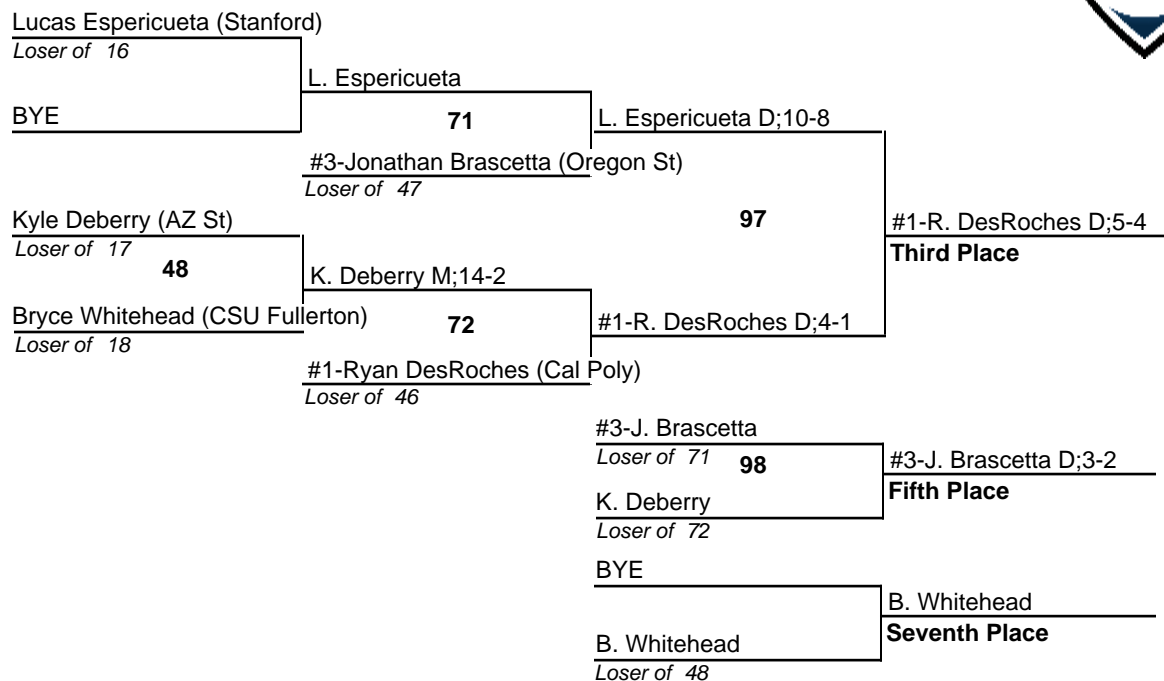 Lucas Espericueta (Stanford)
Loser of 16
L. Espericueta
BYE
71
L. Espericueta D;10-8
#3-Jonathan Brascetta (Oregon St)
Loser of 47
Kyle Deberry (AZ St)
Loser of 17
97
#1-R. DesRoches D;5-4
Third Place
48
K. Deberry M;14-2
Bryce Whitehead (CSU Fullerton)
Loser of 18
72
#1-R. DesRoches D;4-1
#1-Ryan DesRoches (Cal Poly)
Loser of 46
#3-J. Brascetta
Loser of 71
98
#3-J. Brascetta D;3-2
Fifth Place
K. Deberry
Loser of 72
BYE
B. Whitehead
Seventh Place
B. Whitehead
Loser of 48